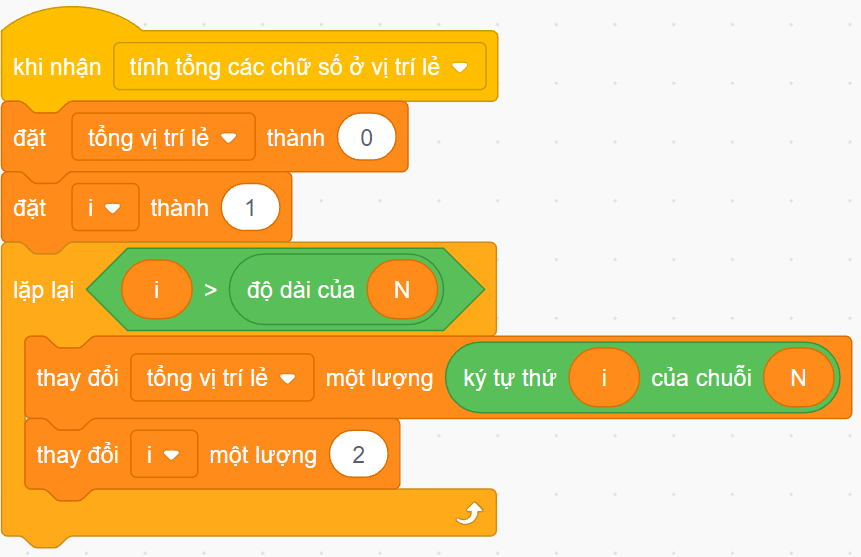 khi nhận tính tổng các chữ số ở vị trí lẻ
đặt tổng vị trí lẻ thành 0
đặt i thành 1
lặp lại i > độ dài của N
thay đổi tổng vị trí lẻ một lượng ký tự thứ i của chuỗi N
thay đổi i một lượng 2